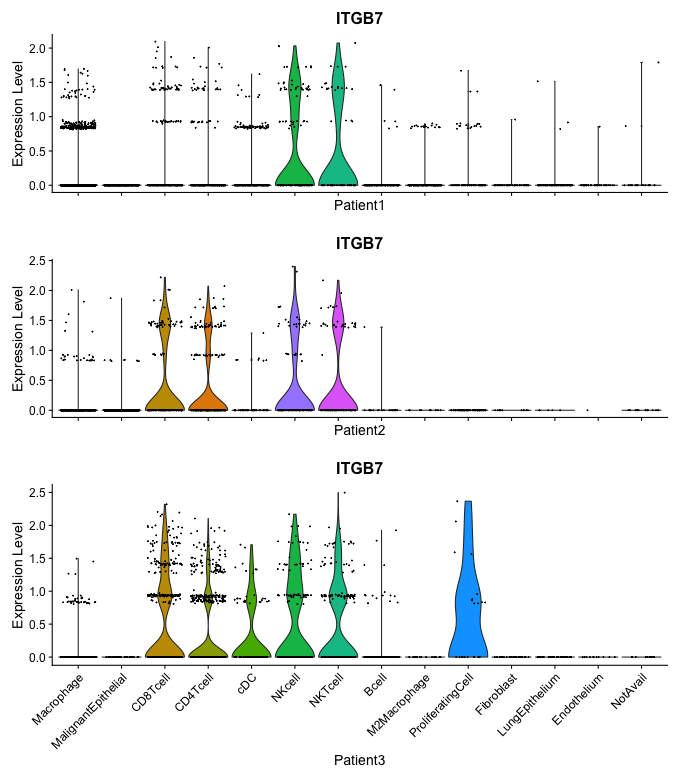 ITGB7
Expression Level
2.0
1.5
1.0
0.5
0.0
Patient1
ITGB7
Expression Level
2.5
2.0
1.5
1.0
0.5
0.0
Patient2
ITGB7
Expression Level
2.5
2.0
1.5
1.0
0.5
0.0
Macrophage
MalignantEpithelial
CD8Tcell
CD4Tcell
cDC
NKcell
NKTcell
Bcell
M2Macrophage
ProliferatingCell
Fibroblast
LungEpithelium
Endothelium
NotAvail
Patient3